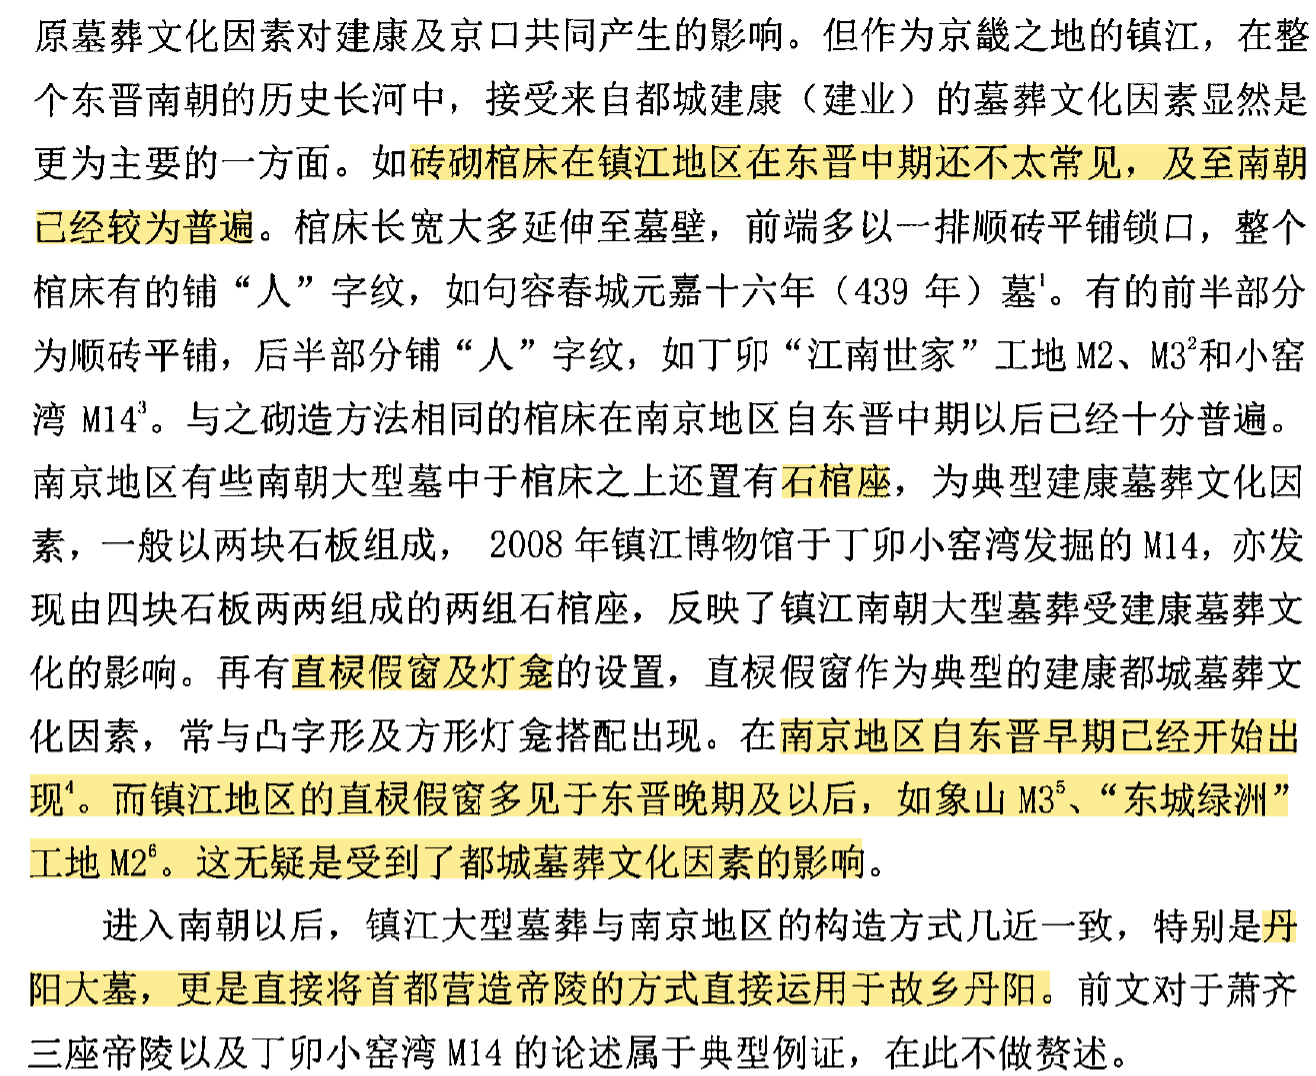 原墓葬文化因素对建康及京口共同产生的影响。但作为京畿之地的镇江，在整
个东晋南朝的历史长河中，接受来自都城建康（建业）的墓葬文化因素显然是
更为主要的一方面。如砖砌棺床在镇江地区在东晋中期还不太常见，及至南朝
已经较为普遍。棺床长宽大多延伸至墓壁，前端多以一排顺砖平铺锁口，整个
棺床有的铺“人”字纹，如句容春城元嘉十六年（439 年）墓¹。有的前半部分
为顺砖平铺，后半部分铺“人”字纹，如丁卯“江南世家”工地 M2、M3²和小窑
湾 M14³。与之砌造方法相同的棺床在南京地区自东晋中期以后已经十分普遍。
南京地区有些南朝大型墓中于棺床之上还置有石棺座，为典型建康墓葬文化因
素，一般以两块石板组成， 2008 年镇江博物馆于丁卯小窑湾发掘的 M14，亦发
现由四块石板两两组成的两组石棺座，反映了镇江南朝大型墓葬受建康墓葬文
化的影响。再有直棂假窗及灯龛的设置，直棂假窗作为典型的建康都城墓葬文
化因素，常与凸字形及方形灯龛搭配出现。在南京地区自东晋早期已经开始出
现⁴。而镇江地区的直棂假窗多见于东晋晚期及以后，如象山 M3⁵、“东城绿洲”
工地 M2⁶。这无疑是受到了都城墓葬文化因素的影响。
进入南朝以后，镇江大型墓葬与南京地区的构造方式几近一致，特别是丹
阳大墓，更是直接将首都营造帝陵的方式直接运用于故乡丹阳。前文对于萧齐
三座帝陵以及丁卯小窑湾 M14 的论述属于典型例证，在此不做赘述。